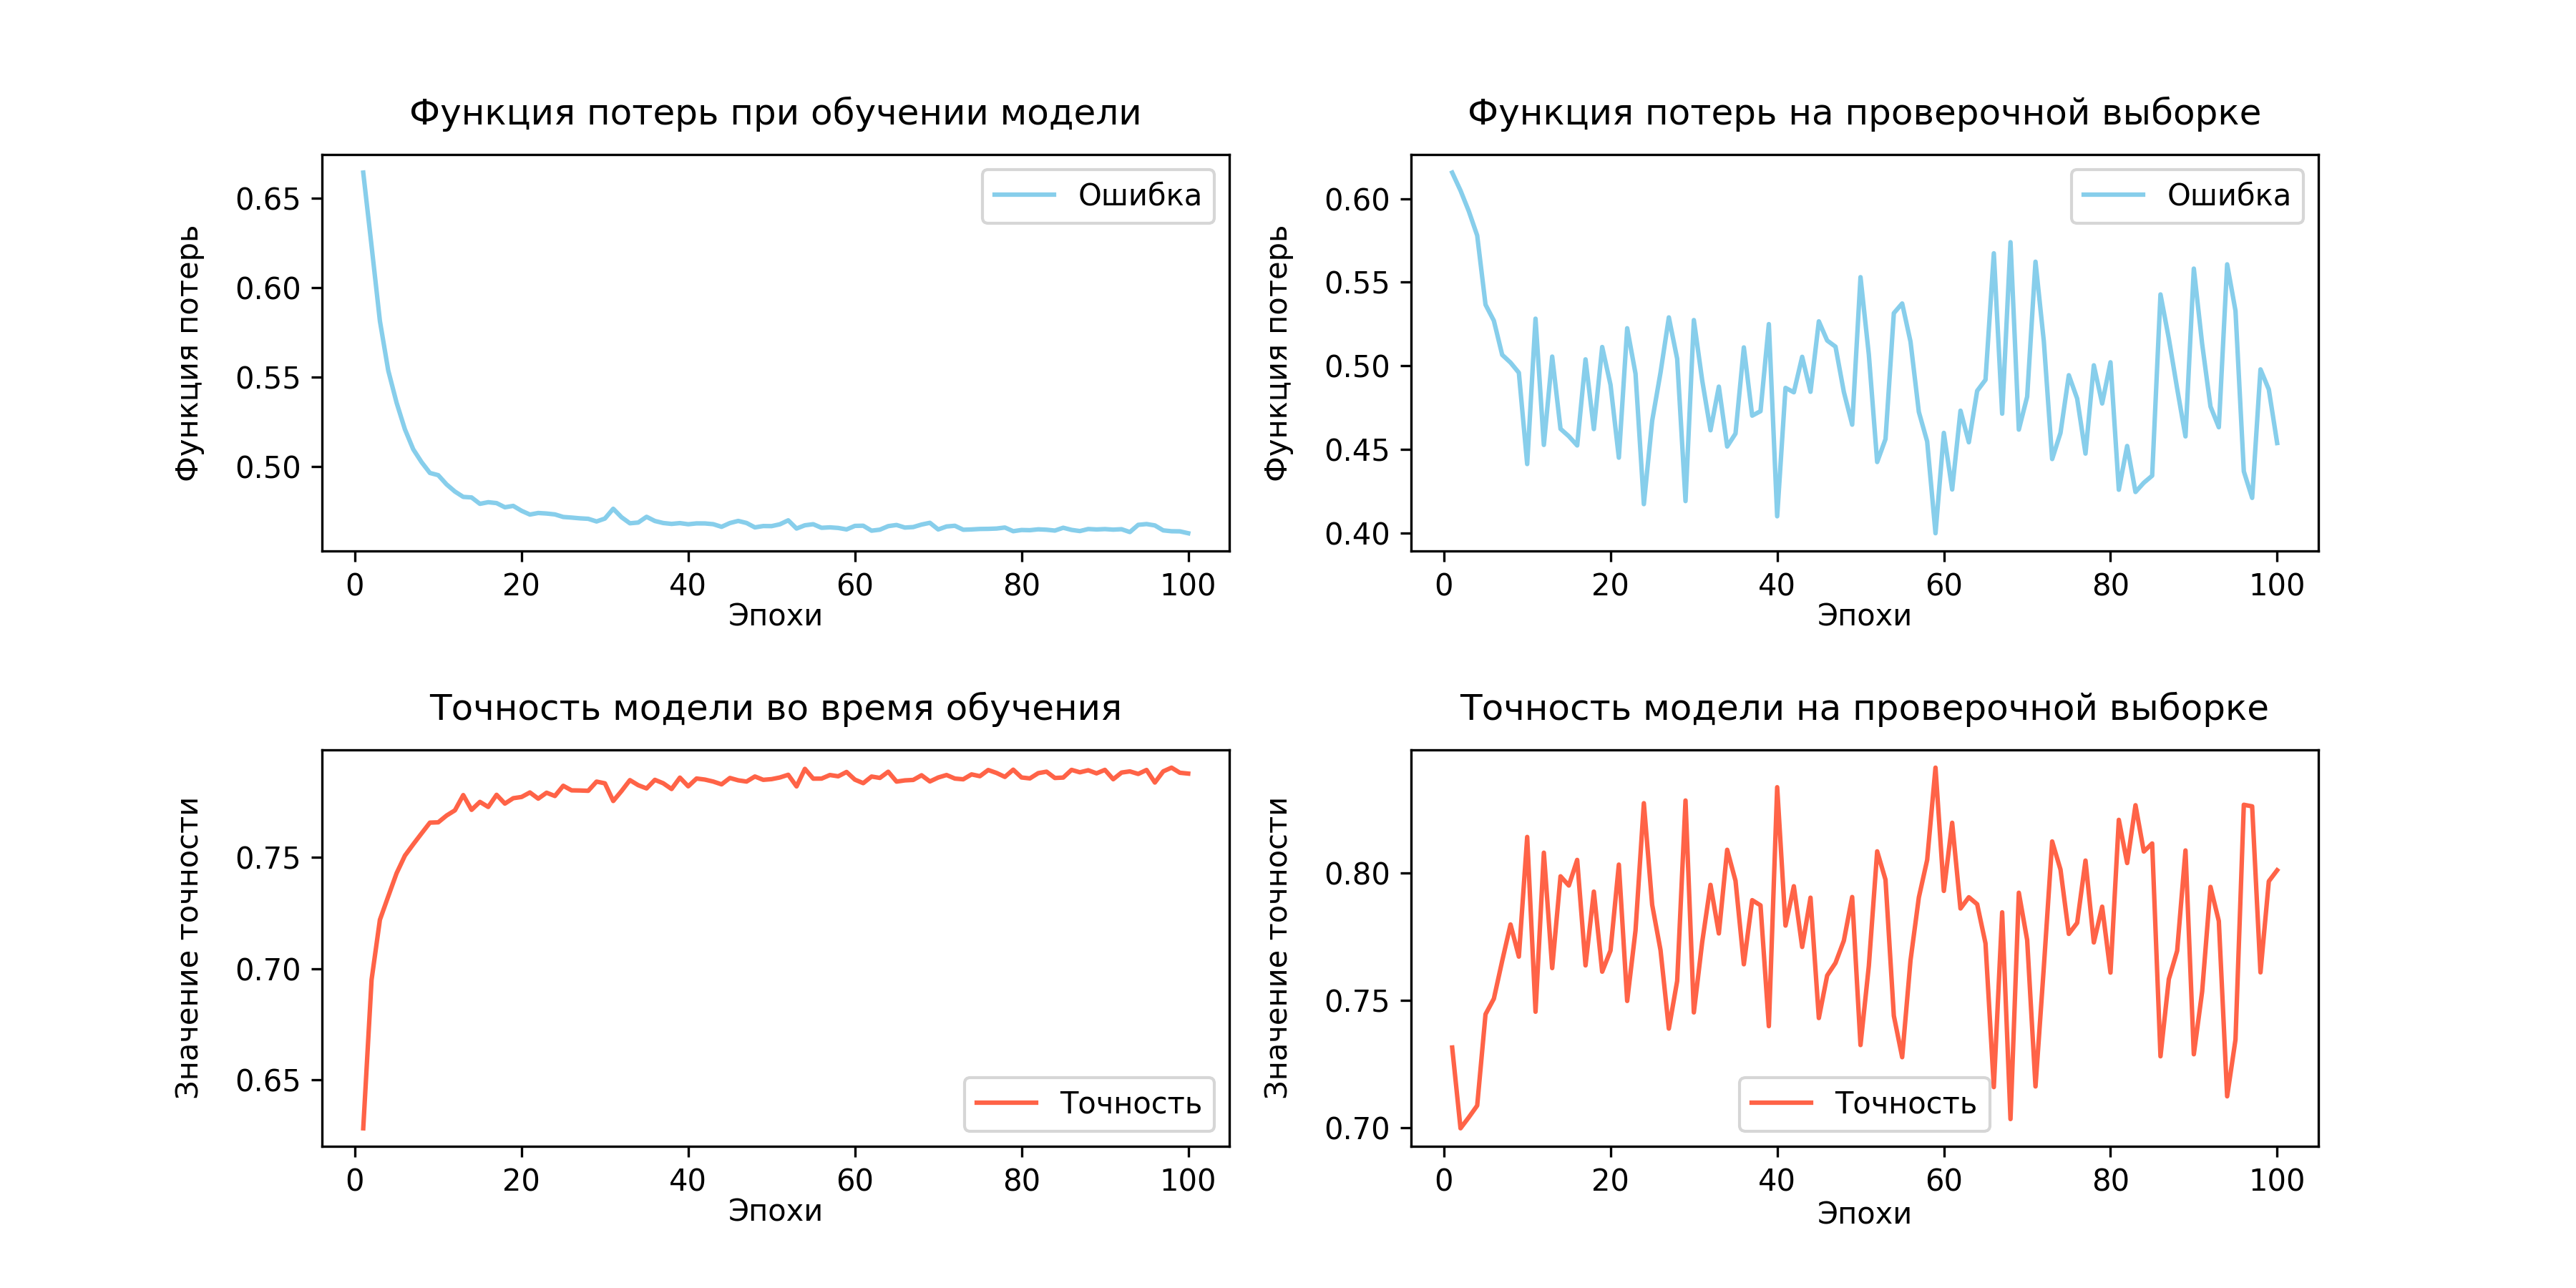 Функция потерь при обучении модели
Функция потерь
0.65
0.60
0.55
0.50
Ошибка
0 20 40 60 80 100
Эпохи
Функция потерь на проверочной выборке
Функция потерь
0.60
0.55
0.50
0.45
0.40
Ошибка
0 20 40 60 80 100
Эпохи
Точность модели во время обучения
Значение точности
0.75
0.70
0.65
Точность
0 20 40 60 80 100
Эпохи
Точность модели на проверочной выборке
Значение точности
0.80
0.75
0.70
Точность
0 20 40 60 80 100
Эпохи